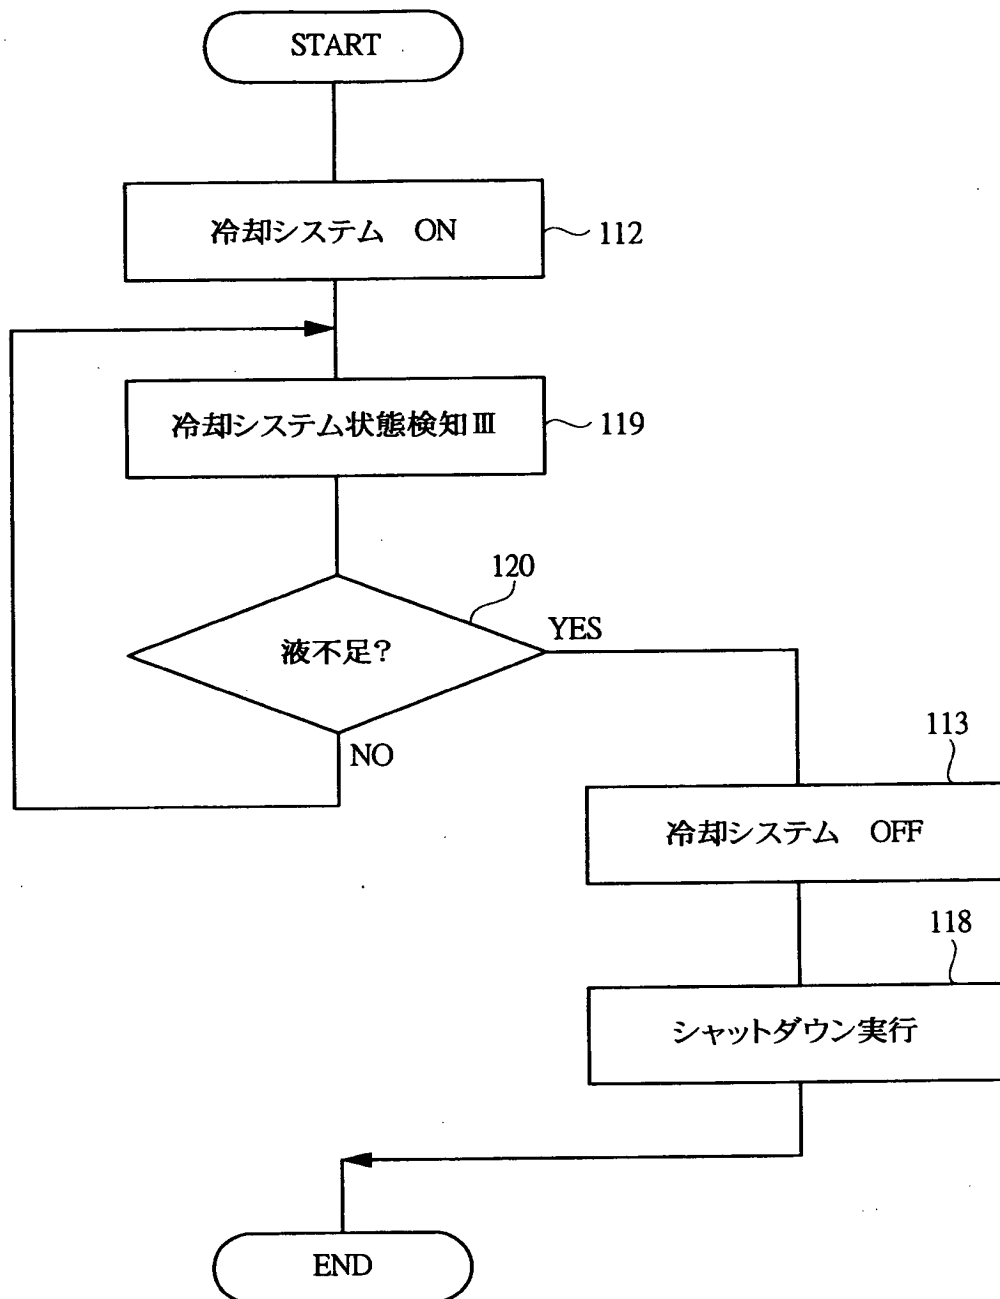 START
冷却システム ON
112
冷却システム状態検知Ⅲ
119
120
液不足?
YES
NO
113
冷却システム OFF
118
シャットダウン実行
END